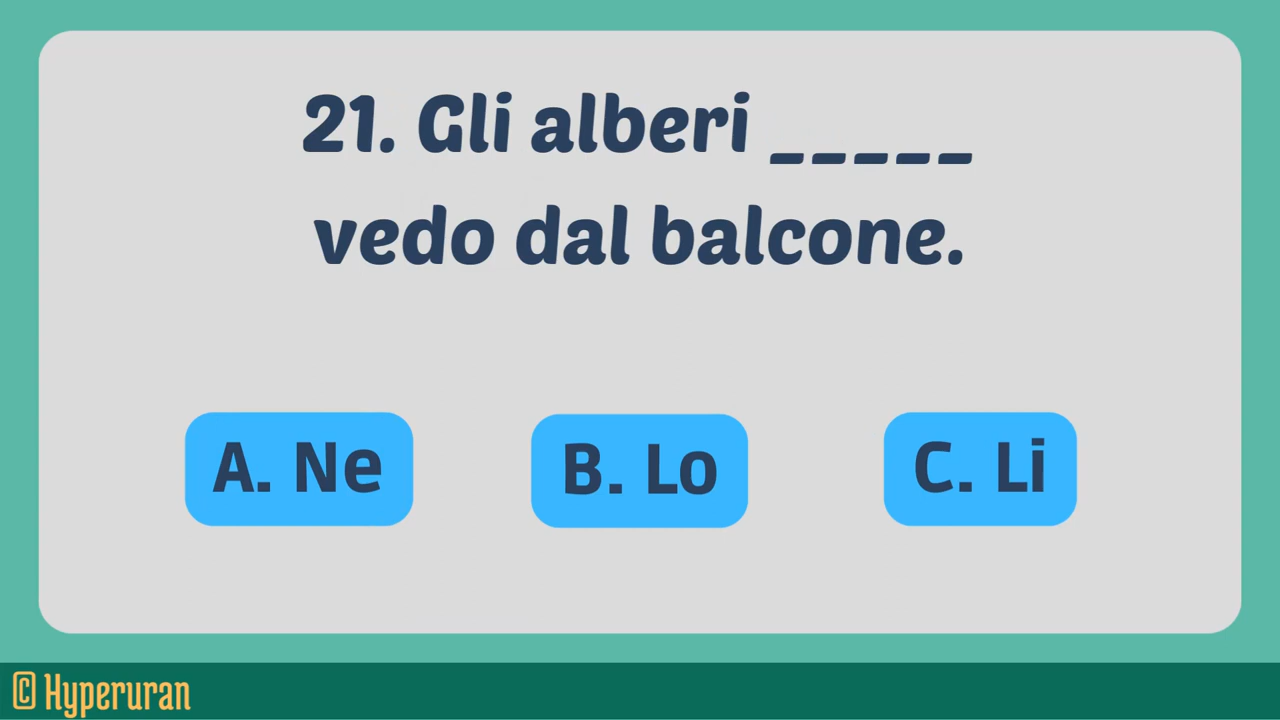 21. Gli alberi _____
vedo dal balcone.
A. Ne
B. Lo
C. Li
© Hyperuran